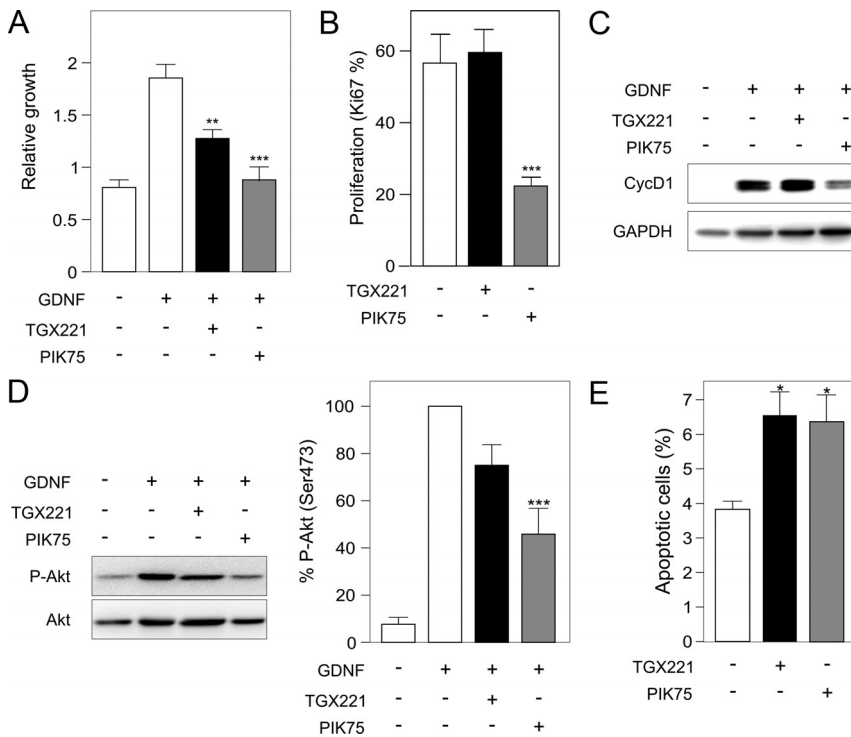 A
Relative growth
2
1.5
1
0.5
0
**
***
GDNF - + + +
TGX221 - - + -
PIK75 - - - +
B
Proliferation (Ki67 %)
60
40
20
0
***
TGX221 - + -
PIK75 - - +
C
GDNF - + + +
TGX221 - - + -
PIK75 - - - +
CycD1
GAPDH
D
GDNF - + + +
TGX221 - - + -
PIK75 - - - +
P-Akt
Akt
% P-Akt (Ser473)
100
80
60
40
20
0
***
GDNF - + + +
TGX221 - - + -
PIK75 - - - +
E
Apoptotic cells (%)
7
6
5
4
3
2
1
0
*
*
TGX221 - + -
PIK75 - - +